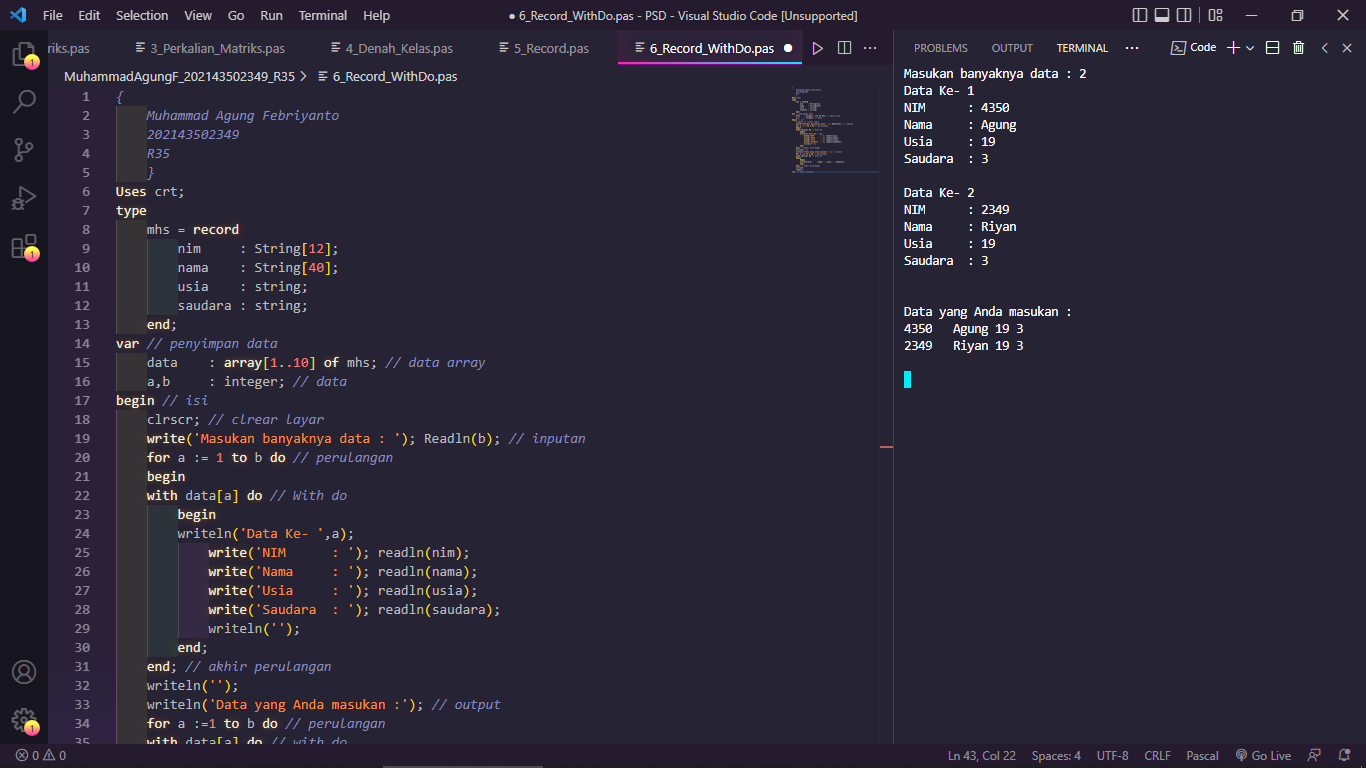 File Edit Selection View Go Run Terminal Help ● 6_Record_WithDo.pas - PSD - Visual Studio Code [Unsupported]
riks.pas 3_Perkalian_Matriks.pas 4_Denah_Kelas.pas 5_Record.pas 6_Record_WithDo.pas ●
MuhammadAgungF_202143502349_R35 > 6_Record_WithDo.pas
1 {
2 Muhammad Agung Febriyanto
3 202143502349
4 R35
5 }
6 Uses crt;
7 type
8 mhs = record
9 nim     : String[12];
10 nama    : String[40];
11 usia    : string;
12 saudara : string;
13 end;
14 var // penyimpan data
15 data    : array[1..10] of mhs; // data array
16 a,b     : integer; // data
17 begin // isi
18 clrscr; // clrear layar
19 write('Masukan banyaknya data : '); Readln(b); // inputan
20 for a := 1 to b do // perulangan
21 begin
22 with data[a] do // With do
23 begin
24 writeln('Data Ke- ',a);
25 write('NIM      : '); readln(nim);
26 write('Nama     : '); readln(nama);
27 write('Usia     : '); readln(usia);
28 write('Saudara  : '); readln(saudara);
29 writeln('');
30 end;
31 end; // akhir perulangan
32 writeln('');
33 writeln('Data yang Anda masukan :'); // output
34 for a :=1 to b do // perulangan
35 with data[a] do // with do
PROBLEMS OUTPUT TERMINAL ··· Code
Masukan banyaknya data : 2
Data Ke- 1
NIM      : 4350
Nama     : Agung
Usia     : 19
Saudara  : 3
Data Ke- 2
NIM      : 2349
Nama     : Riyan
Usia     : 19
Saudara  : 3
Data yang Anda masukan :
4350   Agung 19 3
2349   Riyan 19 3
1
1
1
0 0 Ln 43, Col 22 Spaces: 4 UTF-8 CRLF Pascal Go Live